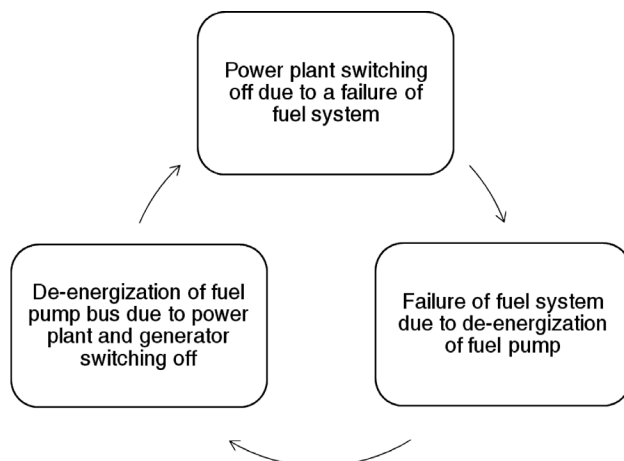 Power plant switching
off due to a failure of
fuel system
De-energization of fuel
pump bus due to power
plant and generator
switching off
Failure of fuel system
due to de-energization
of fuel pump